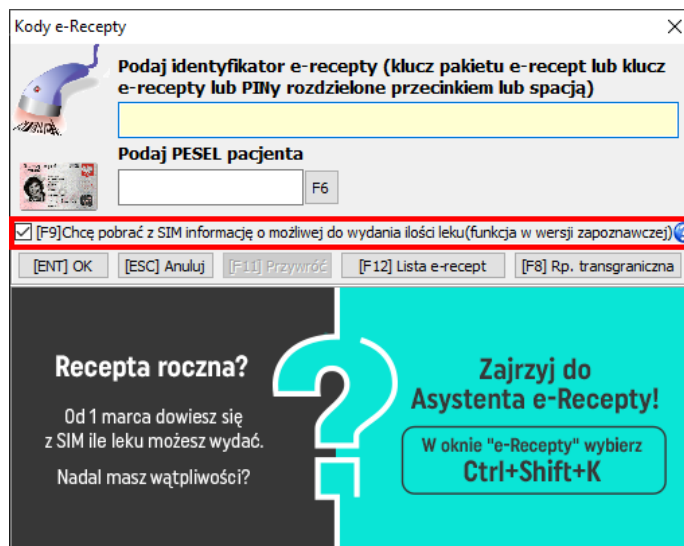 Kody e-Recepty
Podaj identyfikator e-recepty (klucz pakietu e-recept lub klucz
e-recepty lub PINy rozdzielone przecinkiem lub spacją)
Podaj PESEL pacjenta
F6
[F9]Chcę pobrać z SIM informację o możliwej do wydania ilości leku(funkcja w wersji zapoznawczej)
[ENT] OK [ESC] Anuluj [F11] Przywróć [F12] Lista e-recept [F8] Rp. transgraniczna
Recepta roczna?
Od 1 marca dowiesz się
z SIM ile leku możesz wydać.
Nadal masz wątpliwości?
?
Zajrzyj do
Asystenta e-Recepty!
W oknie "e-Recepty" wybierz
Ctrl+Shift+K